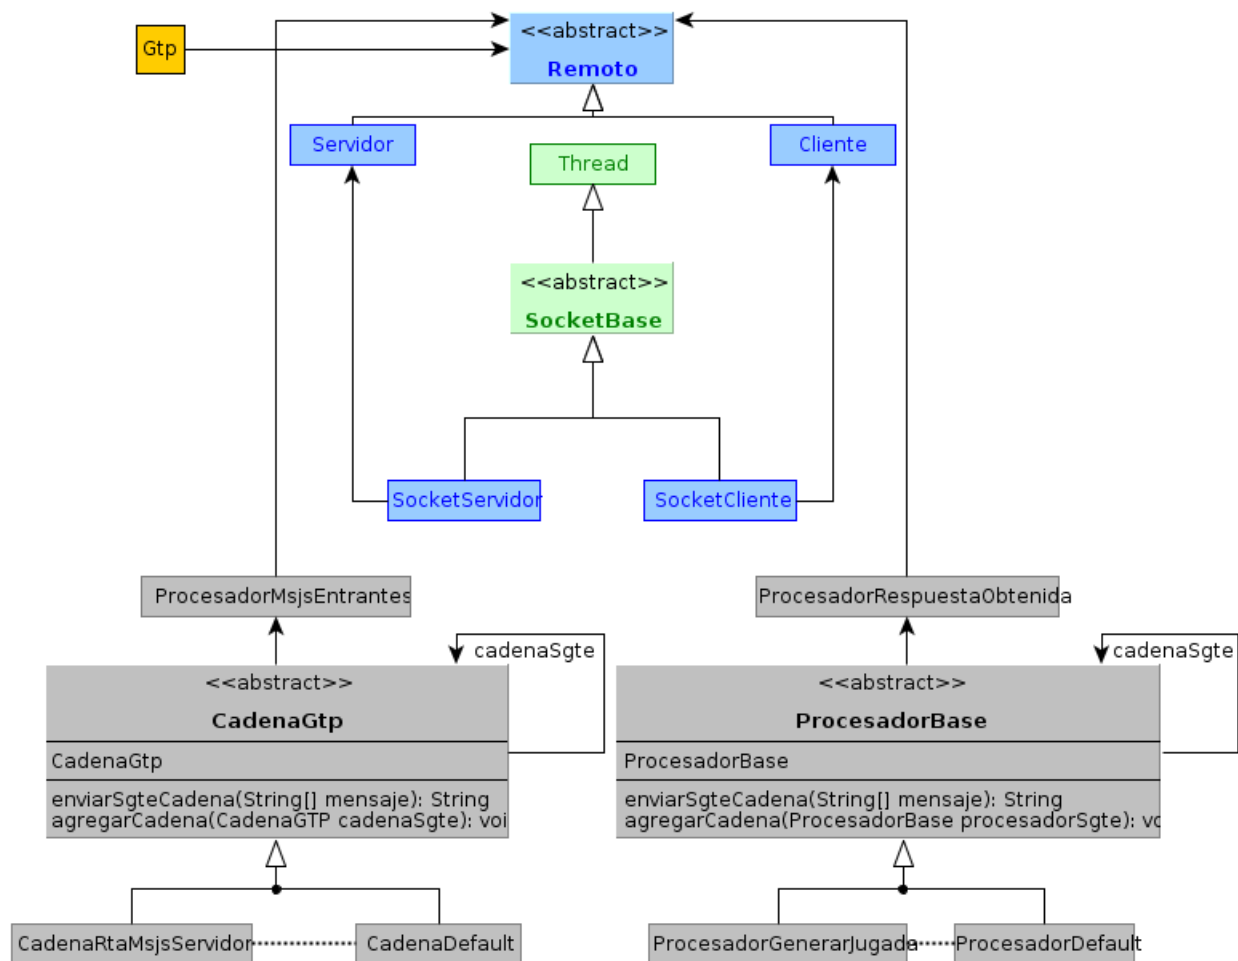 <<abstract>>
Remoto
Gtp
Servidor
Cliente
Thread
<<abstract>>
SocketBase
SocketServidor
SocketCliente
ProcesadorMsjsEntrantes
ProcesadorRespuestaObtenida
cadenaSgte
cadenaSgte
<<abstract>>
CadenaGtp
CadenaGtp
enviarSgteCadena(String[] mensaje): String
agregarCadena(CadenaGTP cadenaSgte): voi
<<abstract>>
ProcesadorBase
ProcesadorBase
enviarSgteCadena(String[] mensaje): String
agregarCadena(ProcesadorBase procesadorSgte): vo
CadenaRtaMsjsServidor
CadenaDefault
ProcesadorGenerarJugada
ProcesadorDefault